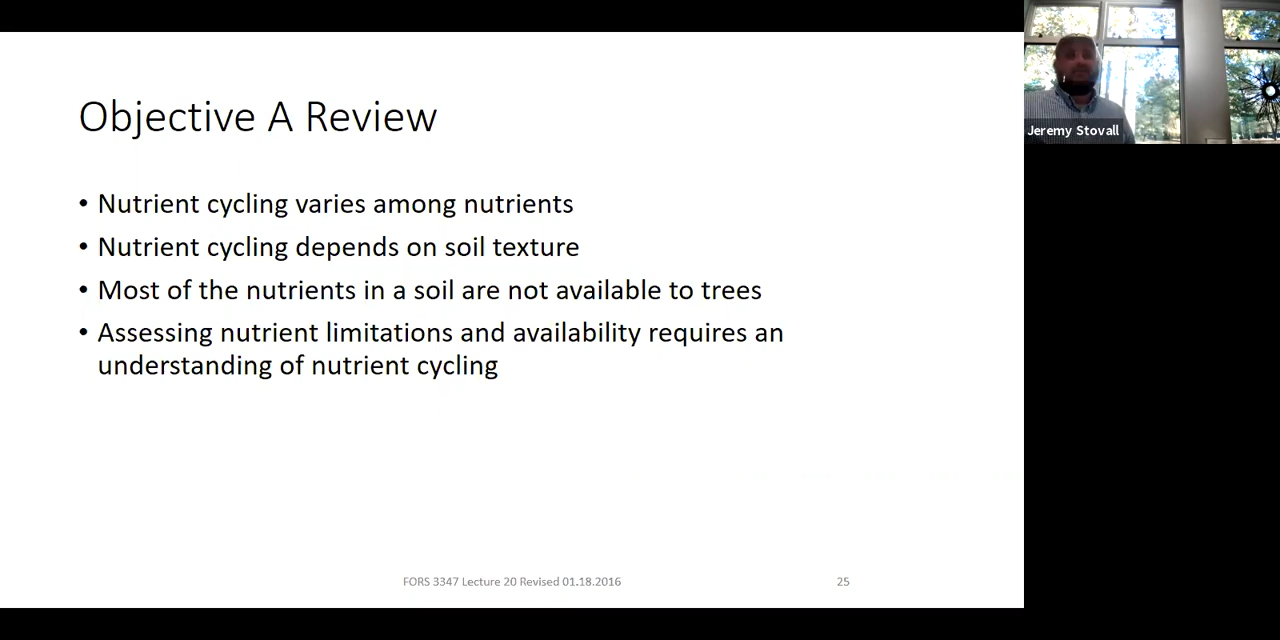 Objective A Review
• Nutrient cycling varies among nutrients
• Nutrient cycling depends on soil texture
• Most of the nutrients in a soil are not available to trees
• Assessing nutrient limitations and availability requires an
understanding of nutrient cycling
FORS 3347 Lecture 20 Revised 01.18.2016
25
Jeremy Stovall